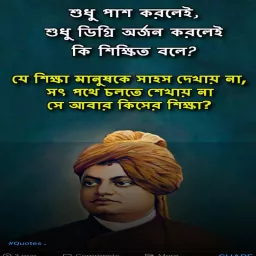 শুধু পাশ করলেই,
শুধু ডিগ্রি অর্জন করলেই
কি শিক্ষিত বলে?
যে শিক্ষা মানুষকে সাহস দেখায় না,
সৎ পথে চলতে শেখায় না
সে আবার কিসের শিক্ষা?
#Quotes.